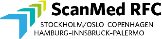 ScanMed RFC
STOCKHOLM/OSLO-COPENHAGEN
HAMBURG-INNSBRUCK-PALERMO